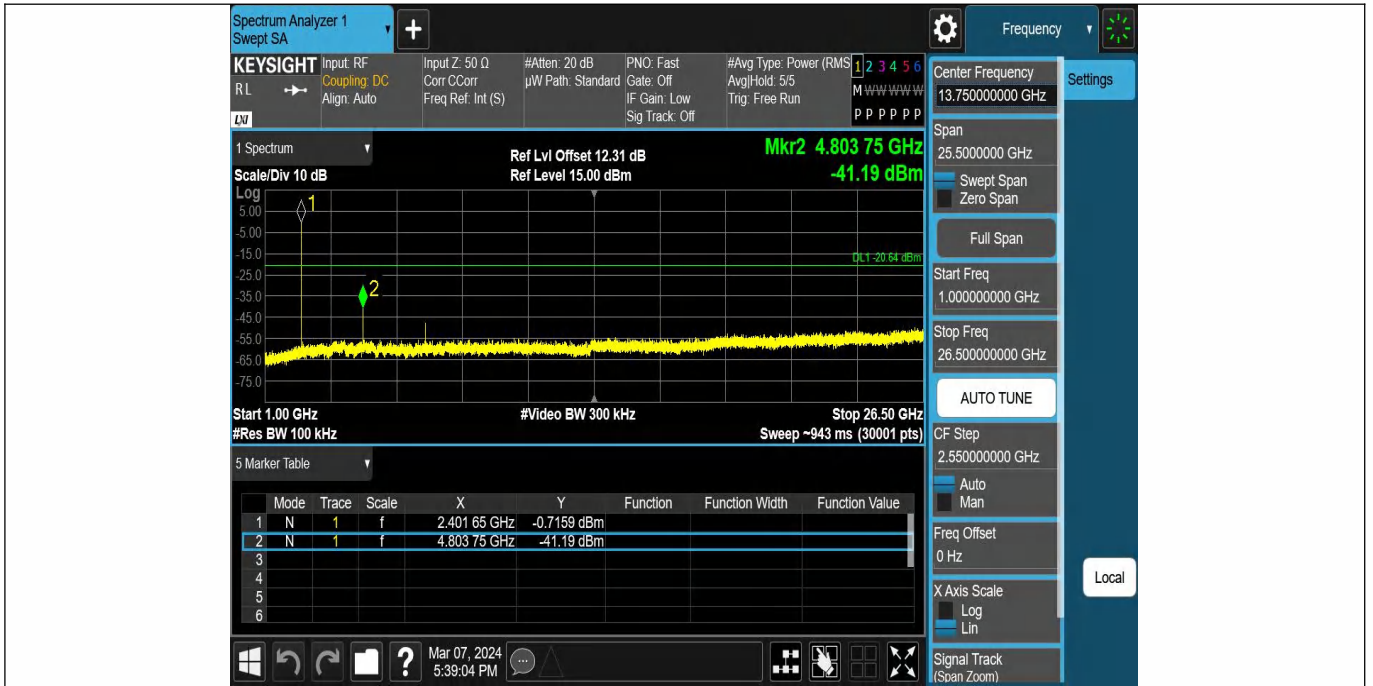 Spectrum Analyzer 1
Swept SA
+
Frequency
KEYSIGHT
RL
LXI
Input: RF
Coupling: DC
Align: Auto
Input Z: 50 Ω
Corr CCorr
Freq Ref: Int (S)
#Atten: 20 dB
µW Path: Standard
PNO: Fast
Gate: Off
IF Gain: Low
Sig Track: Off
#Avg Type: Power (RMS
Avg|Hold: 5/5
Trig: Free Run
1 2 3 4 5 6
M W W W W W
P P P P P P
Center Frequency
13.750000000 GHz
Settings
Span
25.5000000 GHz
Swept Span
Zero Span
Full Span
Start Freq
1.000000000 GHz
Stop Freq
26.500000000 GHz
AUTO TUNE
CF Step
2.550000000 GHz
Auto
Man
Freq Offset
0 Hz
X Axis Scale
Log
Lin
Signal Track
(Span Zoom)
Local
1 Spectrum
Scale/Div 10 dB
Ref Lvl Offset 12.31 dB
Ref Level 15.00 dBm
Mkr2 4.803 75 GHz
-41.19 dBm
Log
5.00
-5.00
-15.0
-25.0
-35.0
-45.0
-55.0
-65.0
-75.0
1
2
DL1 -20.64 dBm
Start 1.00 GHz
#Res BW 100 kHz
#Video BW 300 kHz
Stop 26.50 GHz
Sweep ~943 ms (30001 pts)
5 Marker Table
Mode Trace Scale X Y Function Function Width Function Value
1 N 1 f 2.401 65 GHz -0.7159 dBm
2 N 1 f 4.803 75 GHz -41.19 dBm
3
4
5
6
?
Mar 07, 2024
5:39:04 PM